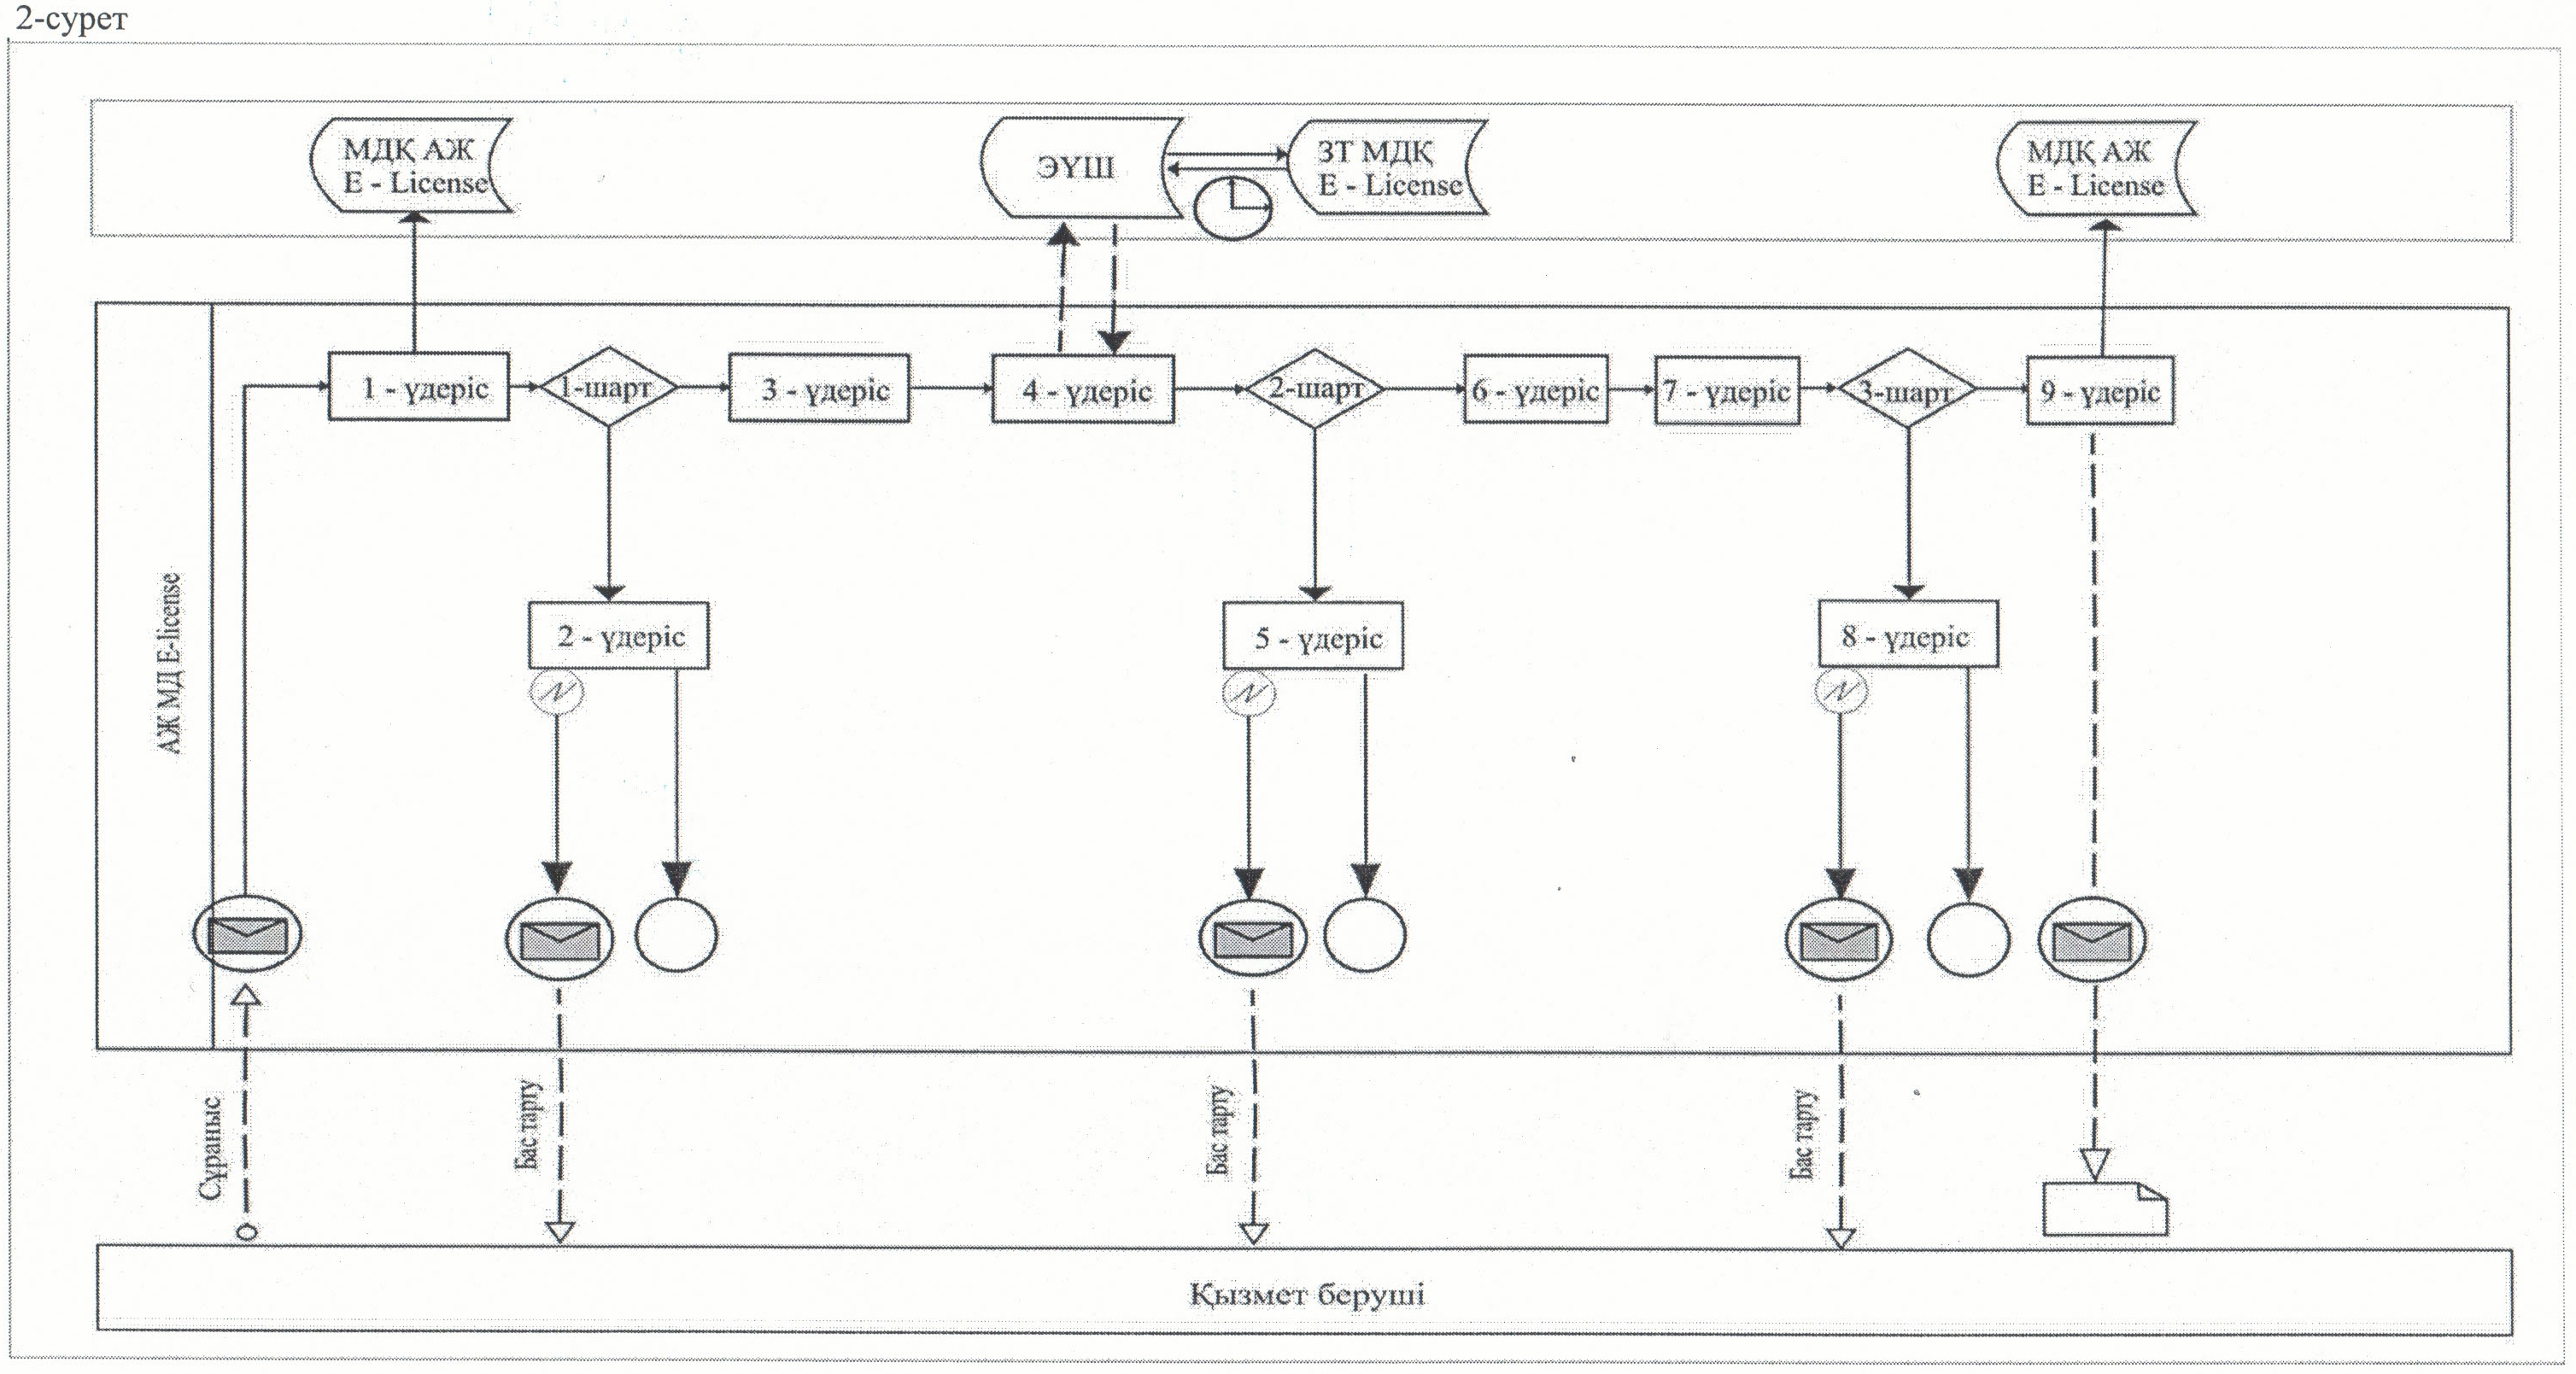 2-сурет
МДҚ АЖ
E - License
ЭҮШ
ЗТ МДҚ
E - License
МДҚ АЖ
E - License
1 - үдеріс
1-шарт
3 - үдеріс
4 - үдеріс
2-шарт
6 - үдеріс
7 - үдеріс
3-шарт
9 - үдеріс
2 - үдеріс
5 - үдеріс
8 - үдеріс
АЖ МД E-license
Сұраныс
Бас тарту
Бас тарту
Бас тарту
Қызмет беруші